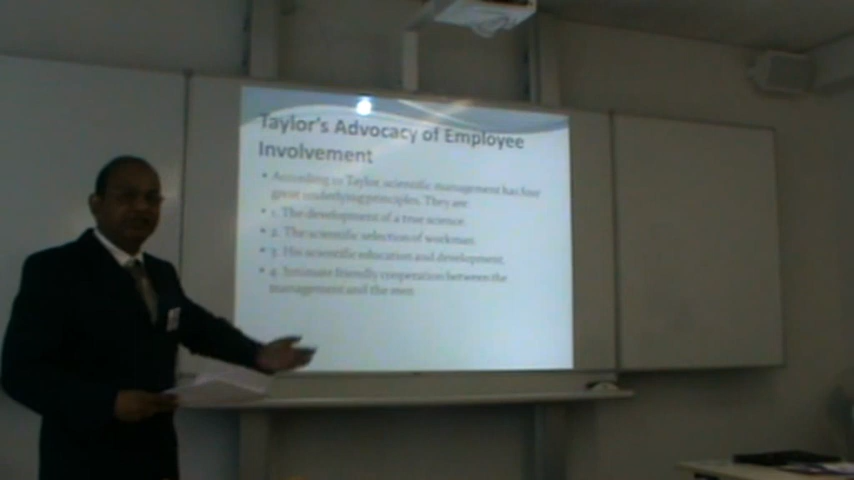 Taylor's Advocacy of Employee
Involvement
• According to Taylor, scientific management has four
great underlying principles. They are:
• 1. The development of a true science.
• 2. The scientific selection of workman
• 3. His scientific education and development.
• 4. Intimate friendly cooperation between the
management and the men